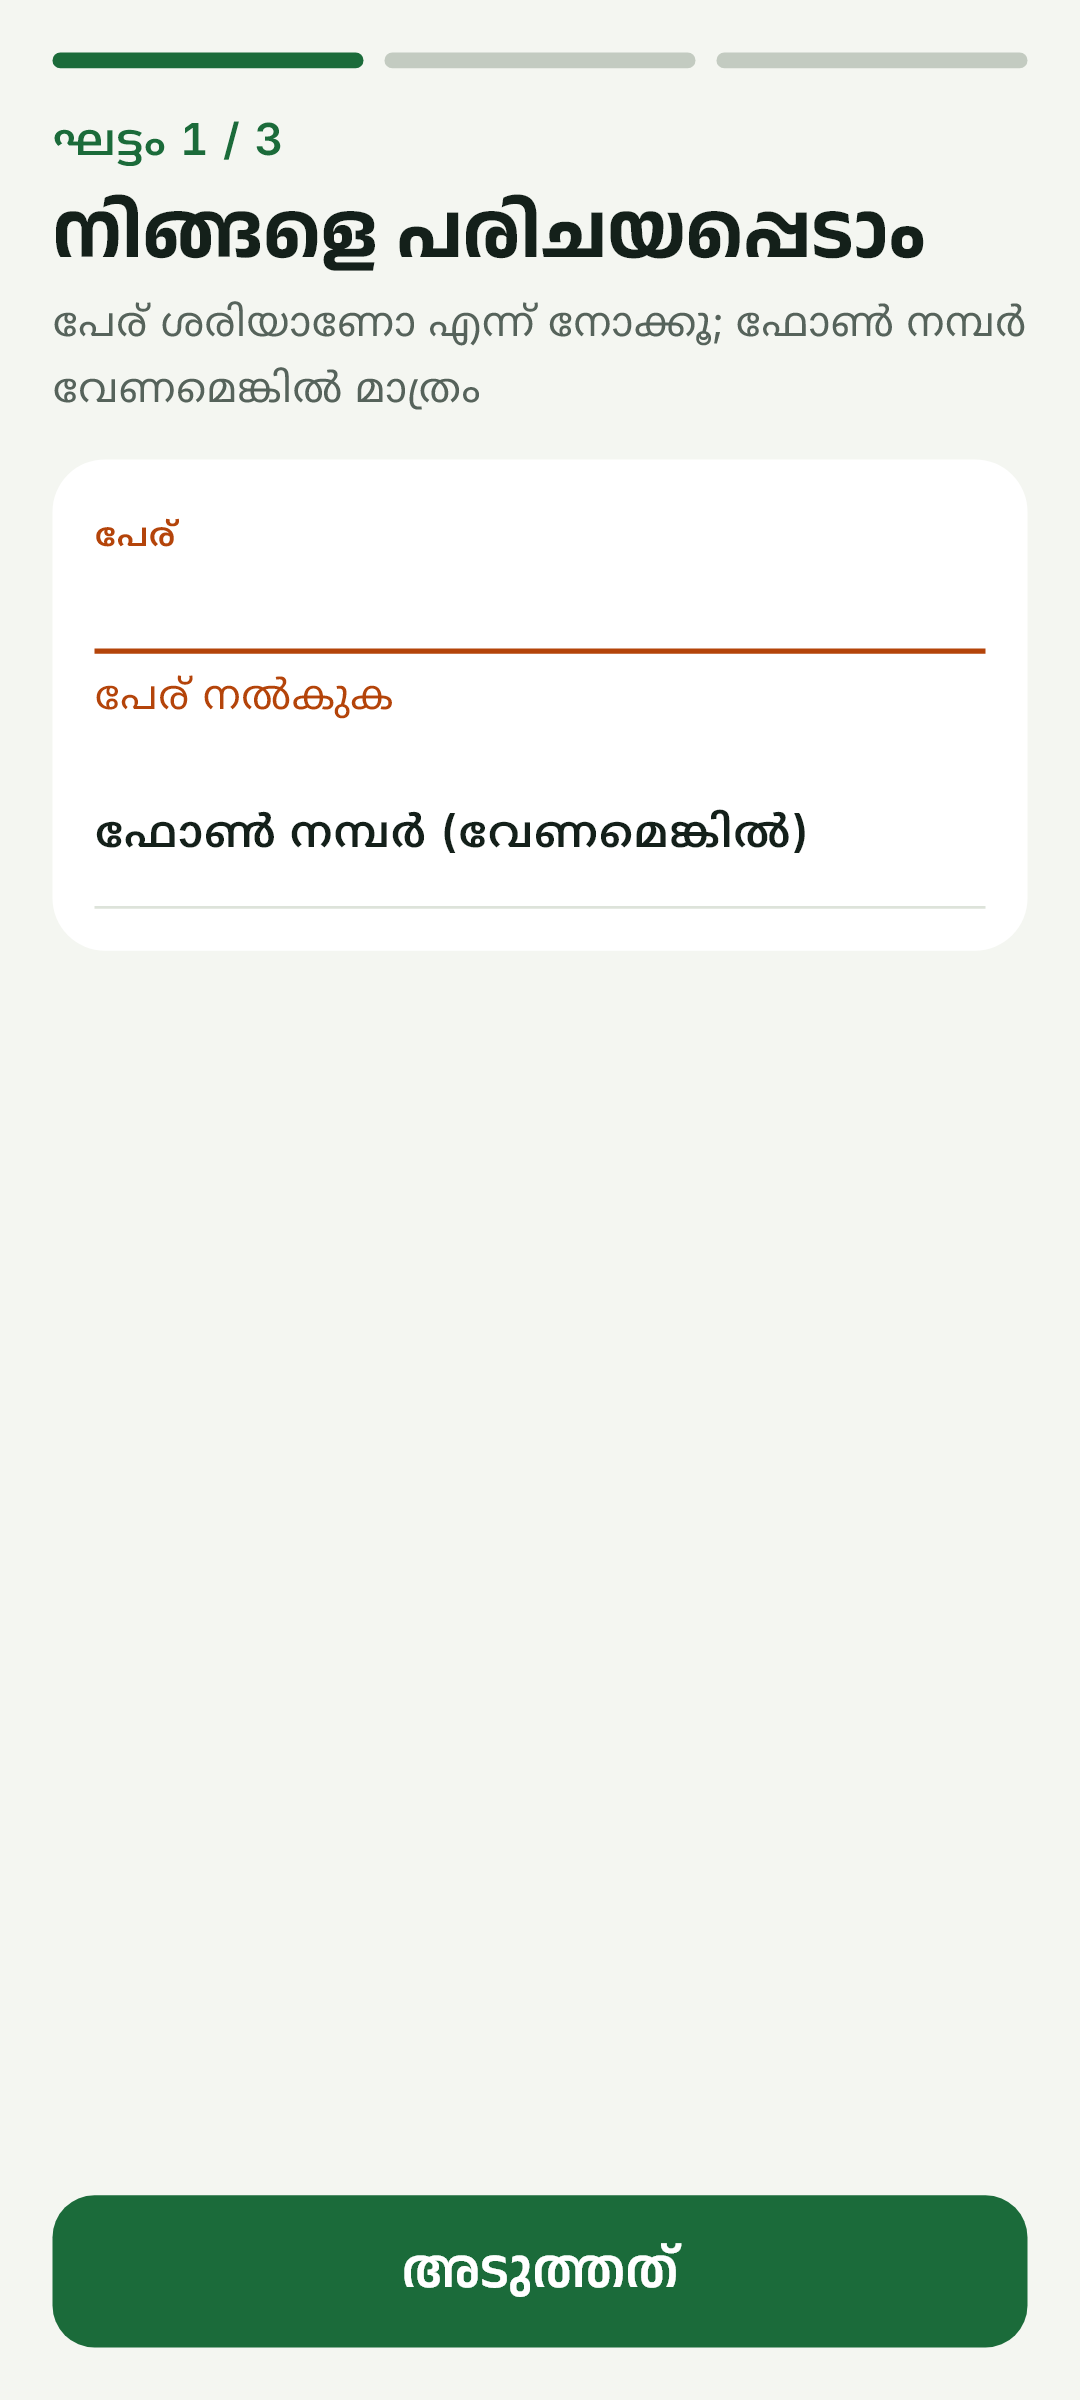 ഘട്ടം 1 / 3
നിങ്ങളെ പരിചയപ്പെടാം
പേര് ശരിയാണോ എന്ന് നോക്കൂ; ഫോൺ നമ്പർ
വേണമെങ്കിൽ മാത്രം
പേര്
പേര് നൽകുക
ഫോൺ നമ്പർ (വേണമെങ്കിൽ)
അടുത്തത്